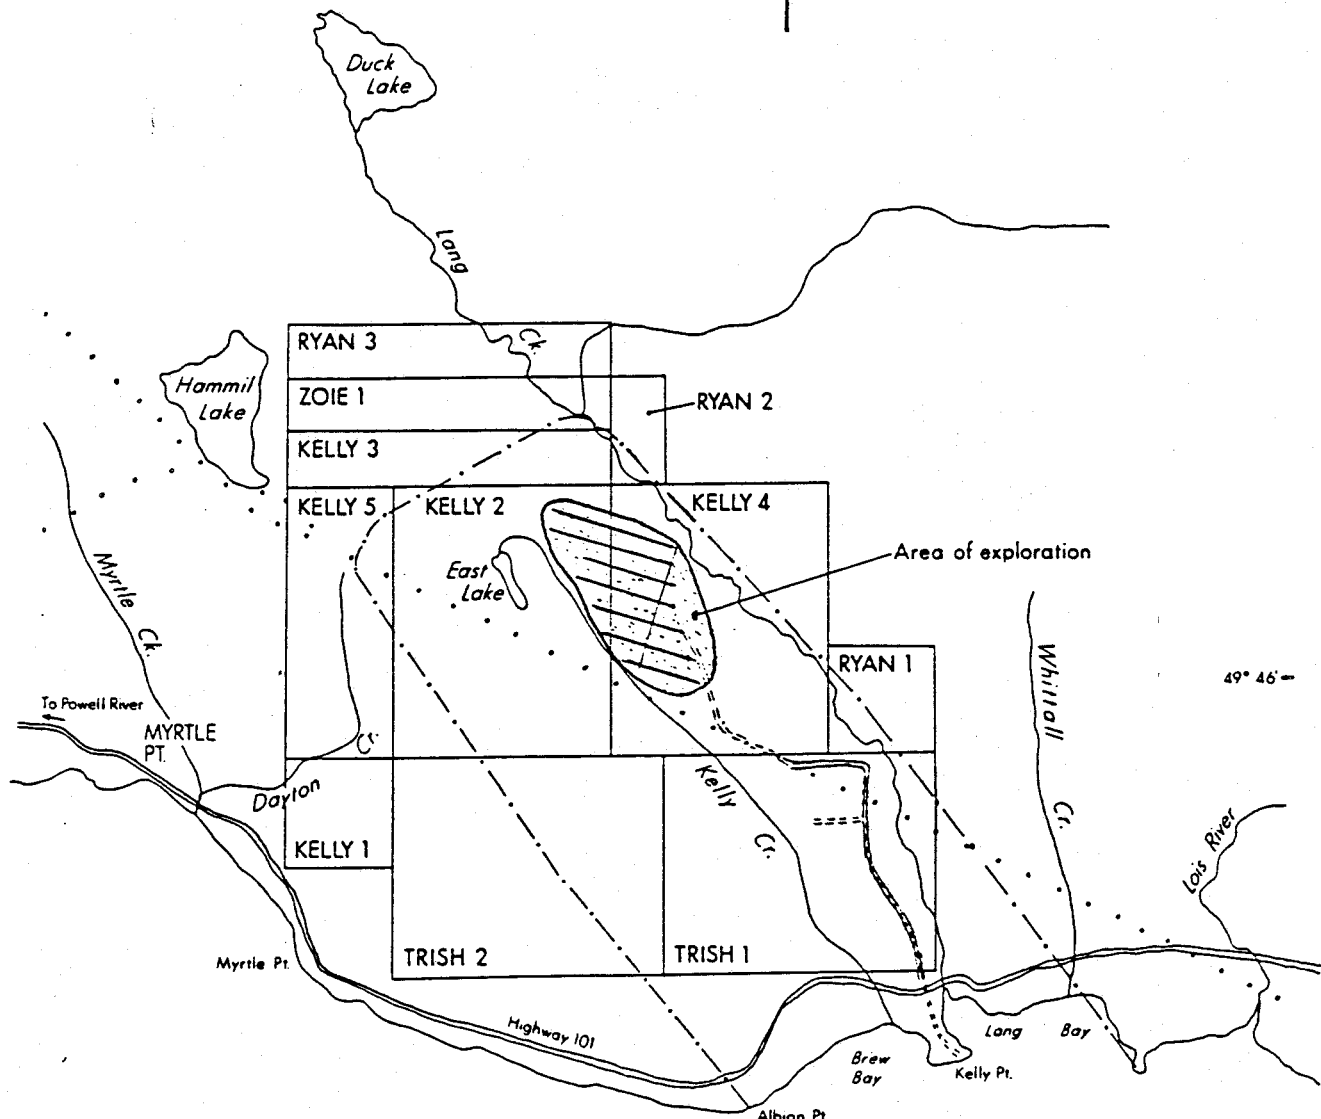 Duck
Lake
Lang
Ck.
RYAN 3
Hammil
Lake
ZOIE 1
RYAN 2
KELLY 3
KELLY 5
KELLY 2
KELLY 4
Area of exploration
East
Lake
Myrtle
Ck.
RYAN 1
Whittall
Cr.
49° 46'
To Powell River
MYRTLE
PT.
Cr.
Dayton
Kelly
Cr.
Lois River
KELLY 1
TRISH 2
TRISH 1
Myrtle Pt.
Highway 101
Lang Bay
Brew
Bay
Kelly Pt.
Albion Pt.